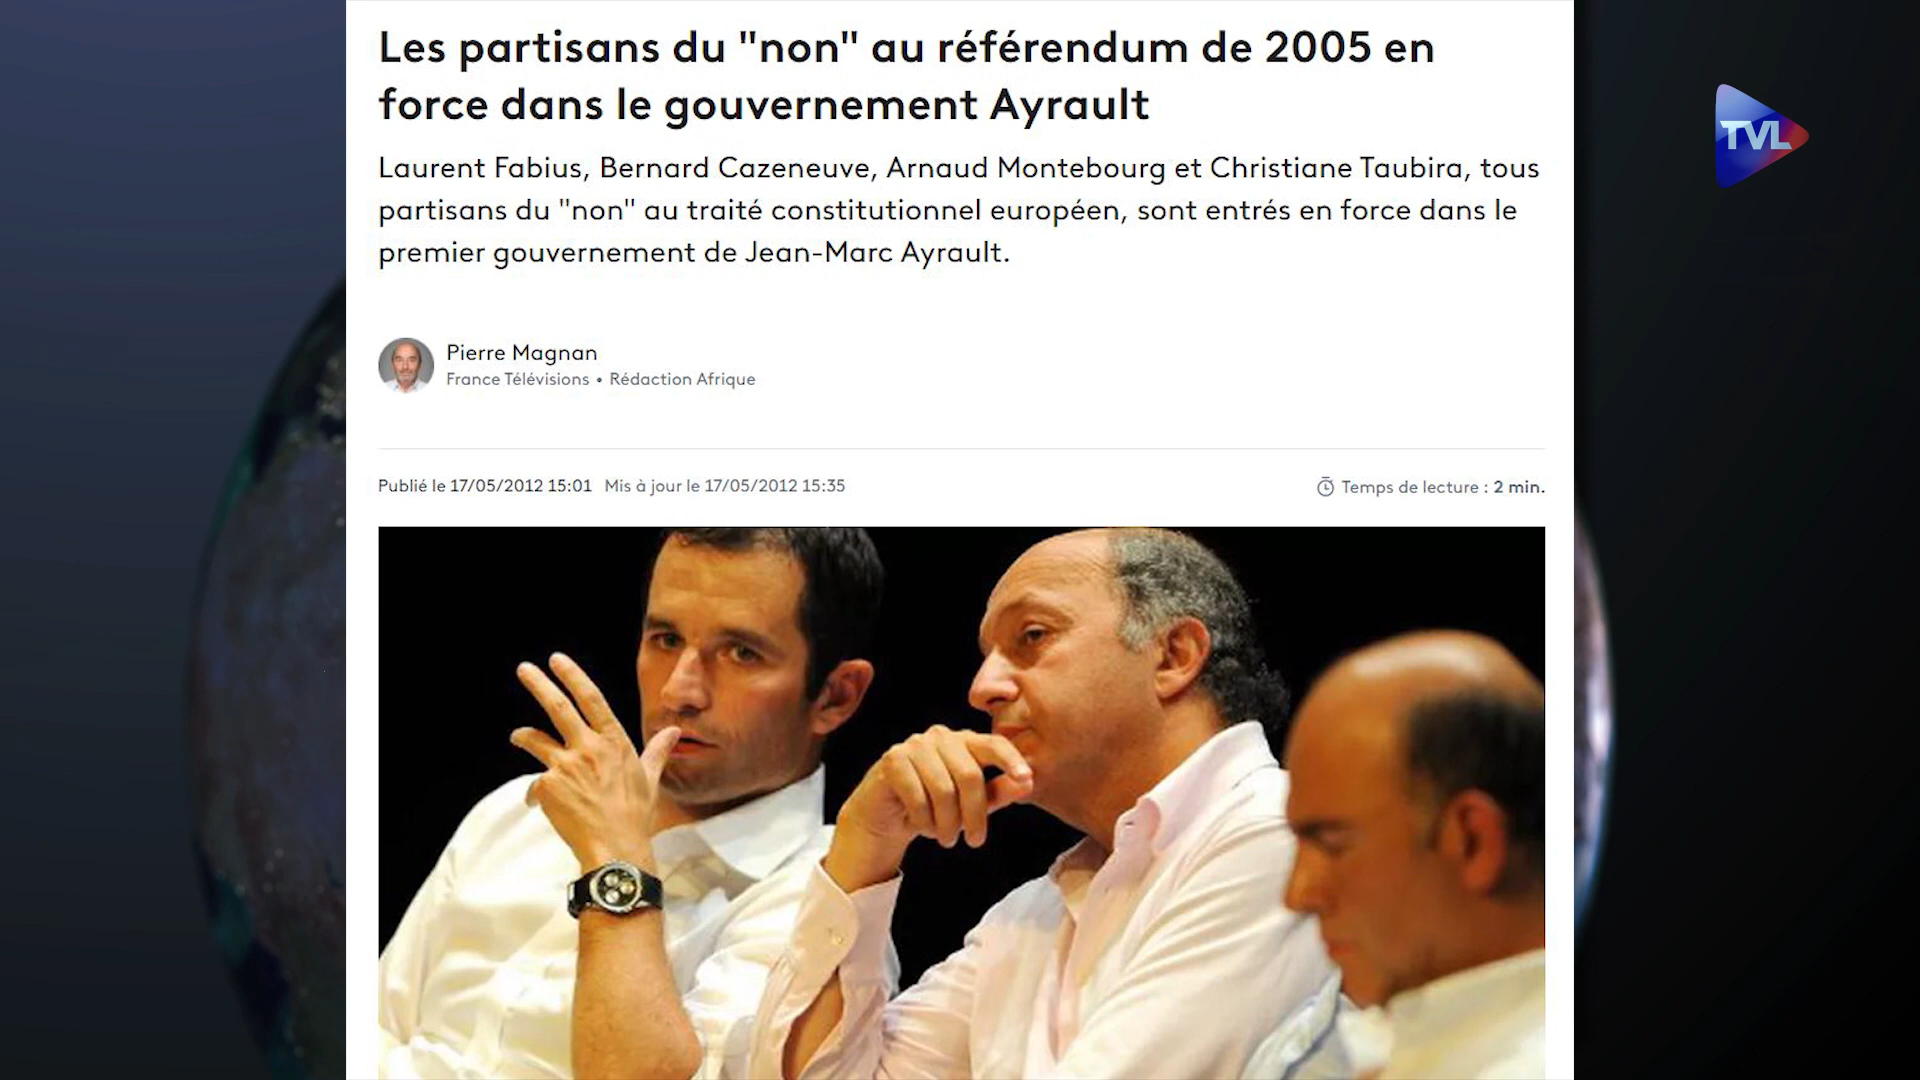 Les partisans du "non" au référendum de 2005 en
force dans le gouvernement Ayrault
TVL
Laurent Fabius, Bernard Cazeneuve, Arnaud Montebourg et Christiane Taubira, tous
partisans du "non" au traité constitutionnel européen, sont entrés en force dans le
premier gouvernement de Jean-Marc Ayrault.
Pierre Magnan
France Télévisions • Rédaction Afrique
Publié le 17/05/2012 15:01 Mis à jour le 17/05/2012 15:35
Temps de lecture : 2 min.